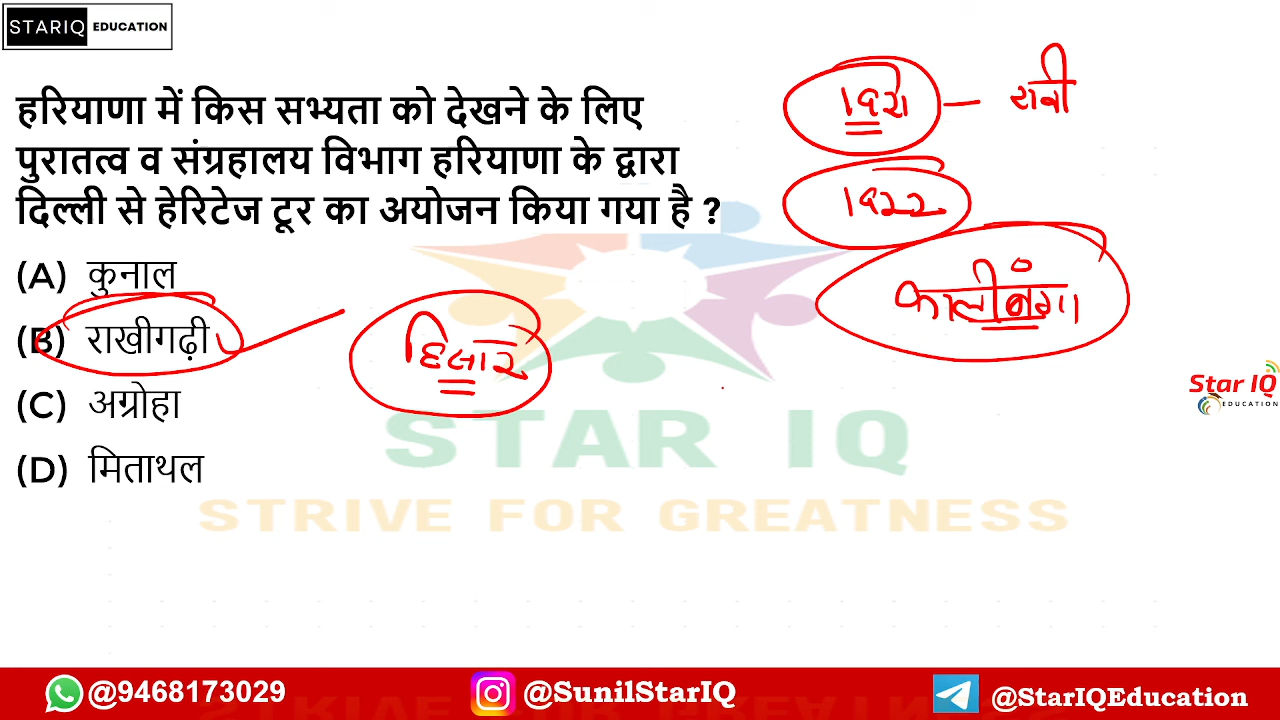 STARIQ EDUCATION
हरियाणा में किस सभ्यता को देखने के लिए
पुरातत्व व संग्रहालय विभाग हरियाणा के द्वारा
दिल्ली से हेरिटेज टूर का अयोजन किया गया है ?
(A) कुनाल
(B) राखीगढ़ी
(C) अग्रोहा
(D) मिताथल
रावी
कालीबंगा
Star IQ
EDUCATION
STAR IQ
STRIVE FOR GREATNESS
@9468173029 @SunilStarIQ @StarIQEducation